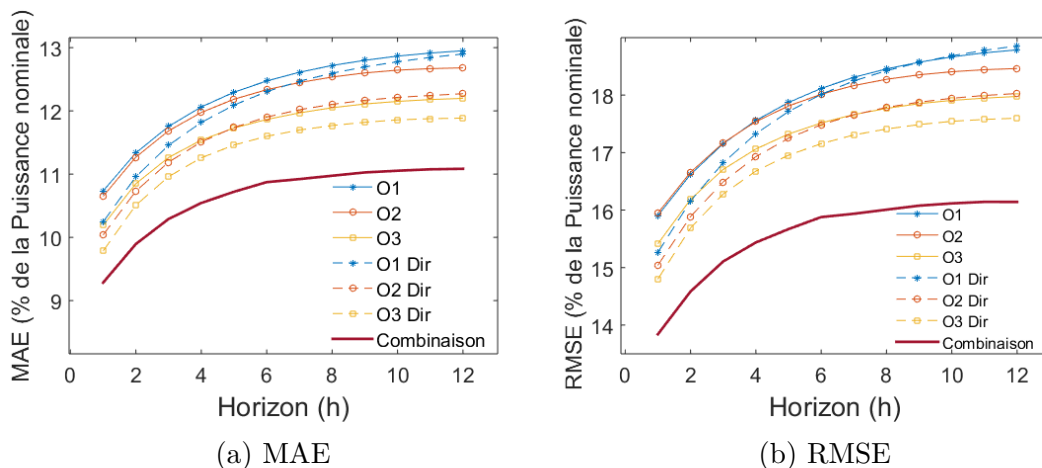 MAE (% de la Puissance nominale)
13
12
11
10
9
0
2
4
6
8
10
12
Horizon (h)
O1
O2
O3
O1 Dir
O2 Dir
O3 Dir
Combinaison
(a) MAE
RMSE (% de la Puissance nominale)
18
17
16
15
14
0
2
4
6
8
10
12
Horizon (h)
O1
O2
O3
O1 Dir
O2 Dir
O3 Dir
Combinaison
(b) RMSE